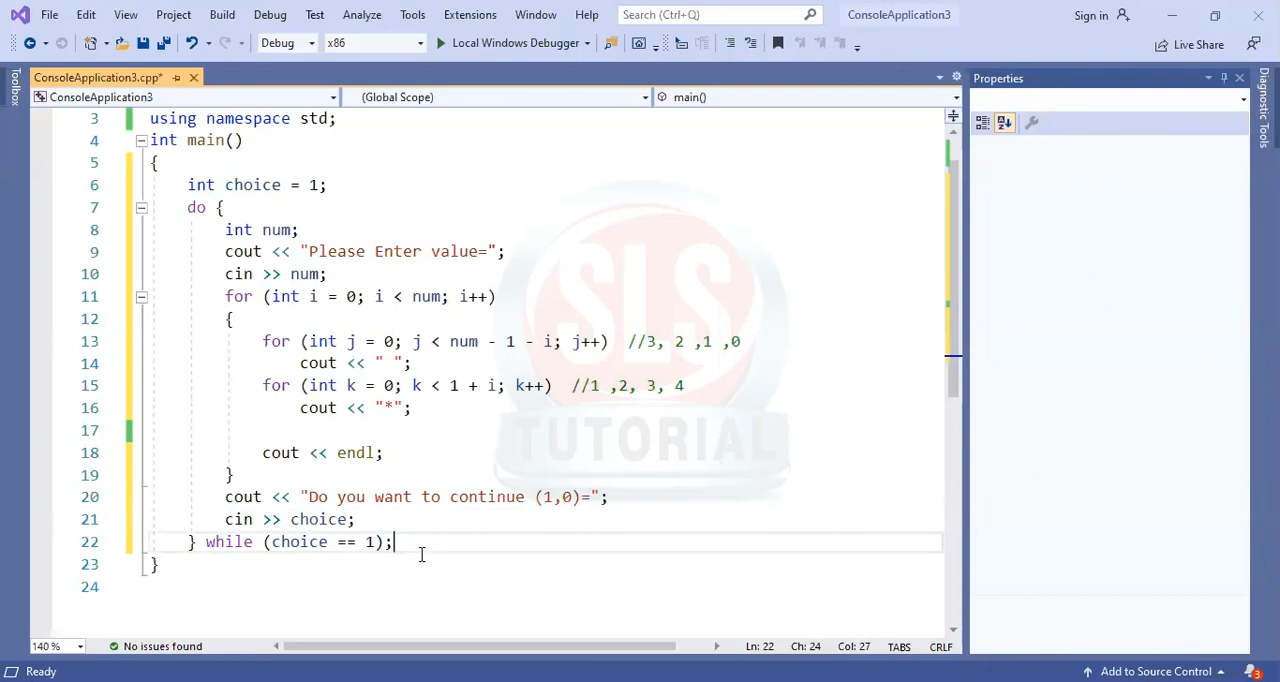 File Edit View Project Build Debug Test Analyze Tools Extensions Window Help Search (Ctrl+Q) ConsoleApplication3 Sign in
Debug x86 Local Windows Debugger Live Share
Toolbox
ConsoleApplication3.cpp*
Properties
Diagnostic Tools
ConsoleApplication3 (Global Scope) main()
3 using namespace std;
4 int main()
5 {
6 int choice = 1;
7 do {
8 int num;
9 cout << "Please Enter value=";
10 cin >> num;
11 for (int i = 0; i < num; i++)
12 {
13 for (int j = 0; j < num - 1 - i; j++) //3, 2 ,1 ,0
14 cout << " ";
15 for (int k = 0; k < 1 + i; k++) //1 ,2, 3, 4
16 cout << "*";
17
18 cout << endl;
19 }
20 cout << "Do you want to continue (1,0)=";
21 cin >> choice;
22 } while (choice == 1);
23 }
24
SLS
TUTORIAL
140 % No issues found Ln: 22 Ch: 24 Col: 27 TABS CRLF
Ready Add to Source Control 3